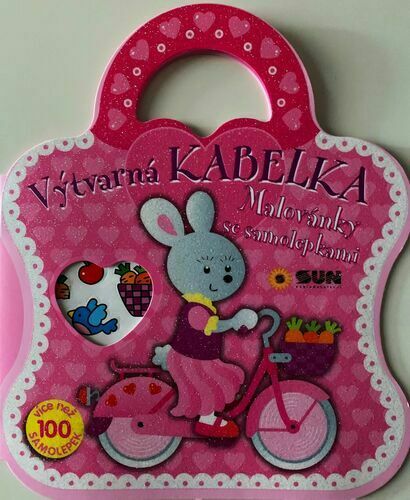 Výtvarná KABELKA
Malovánky
se samolepkami
SUN
více než
100
SAMOLEPEK